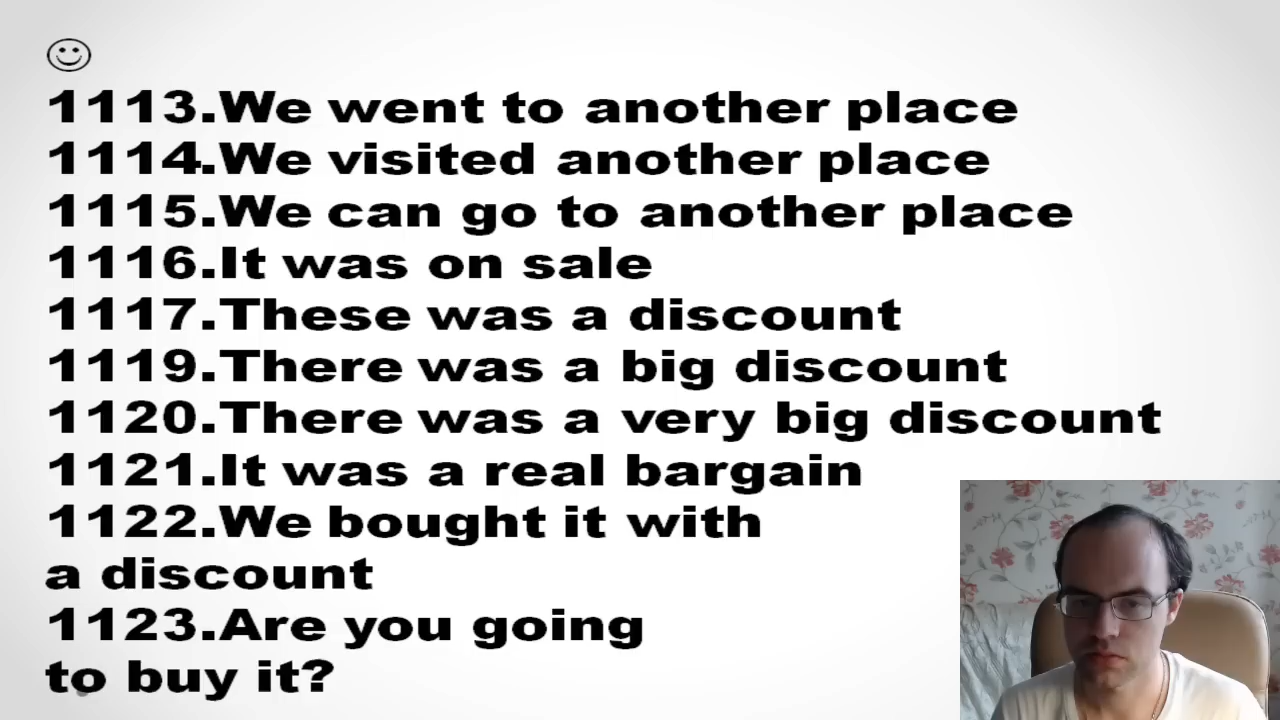 1113.We went to another place
1114.We visited another place
1115.We can go to another place
1116.It was on sale
1117.These was a discount
1119.There was a big discount
1120.There was a very big discount
1121.It was a real bargain
1122.We bought it with
a discount
1123.Are you going
to buy it?